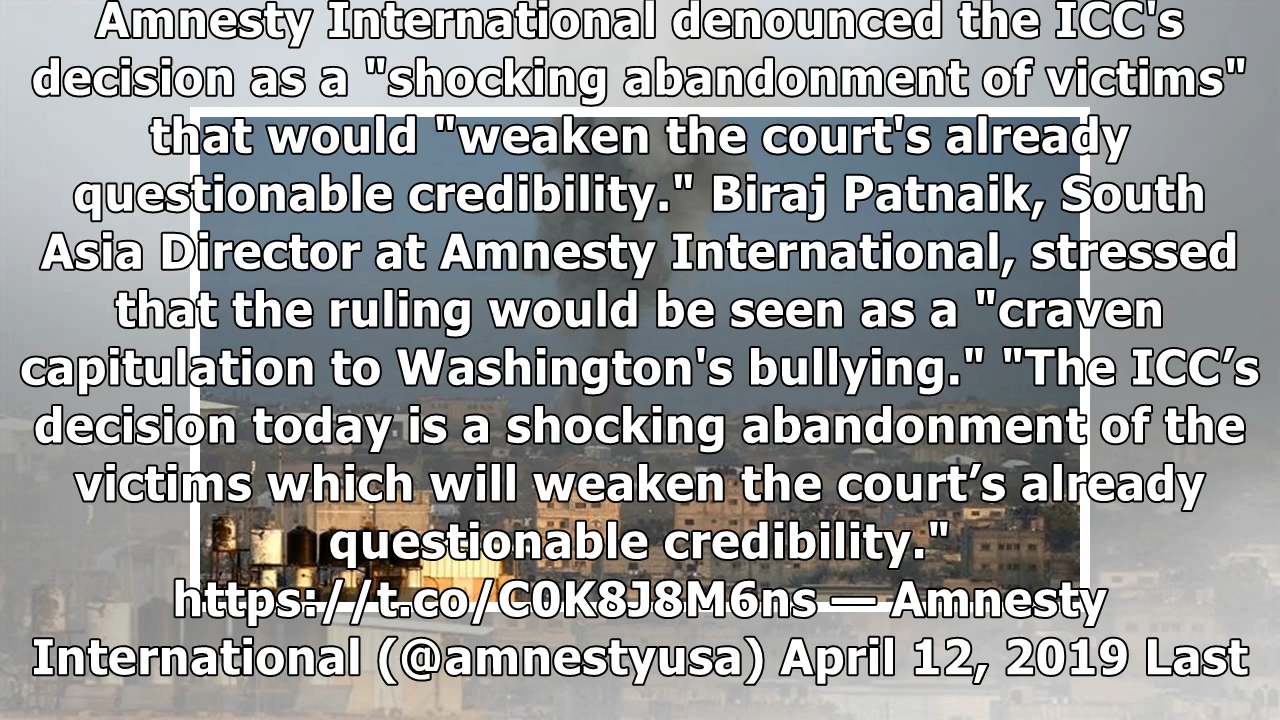 Amnesty International denounced the ICC's
decision as a "shocking abandonment of victims"
that would "weaken the court's already
questionable credibility." Biraj Patnaik, South
Asia Director at Amnesty International, stressed
that the ruling would be seen as a "craven
capitulation to Washington's bullying." "The ICC’s
decision today is a shocking abandonment of the
victims which will weaken the court’s already
questionable credibility."
https://t.co/C0K8J8M6ns — Amnesty
International (@amnestyusa) April 12, 2019 Last